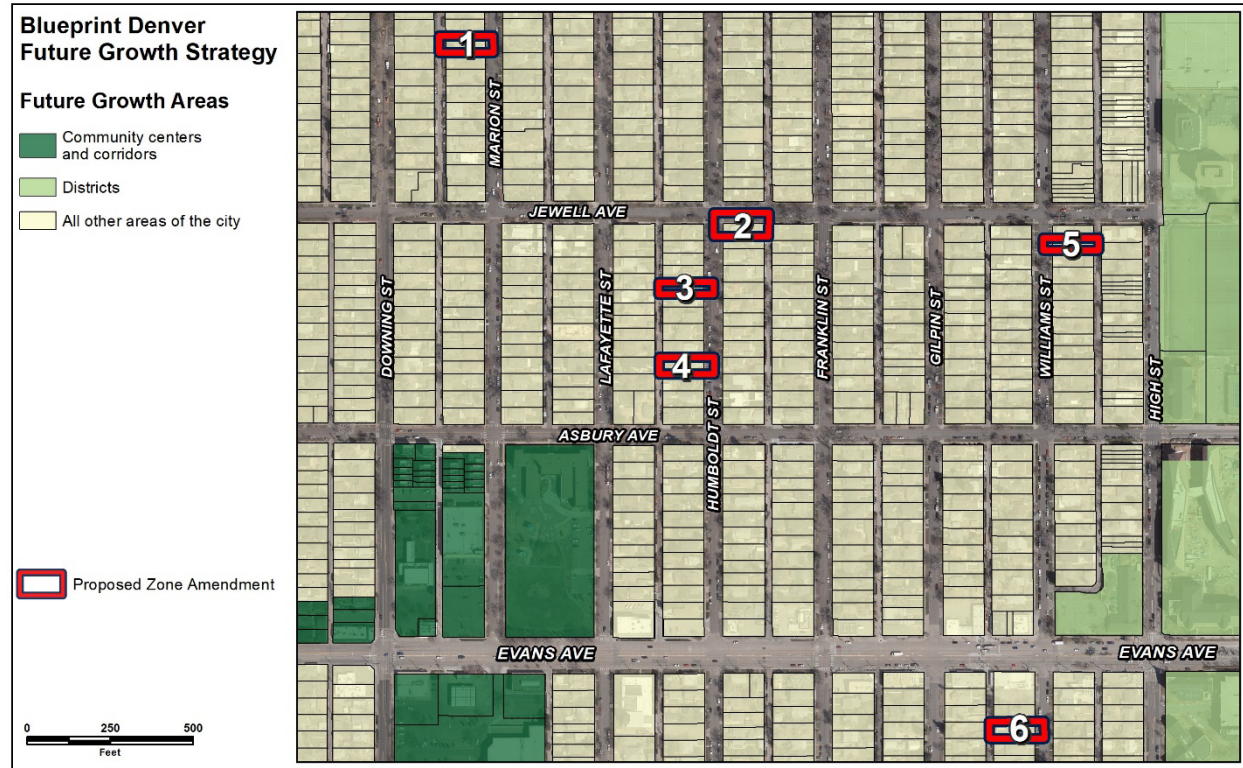 Blueprint Denver
Future Growth Strategy
Future Growth Areas
Community centers
and corridors
Districts
All other areas of the city
Proposed Zone Amendment
0 250 500
Feet
1
MARION ST
JEWELL AVE
2
5
3
DOWNING ST
LAFAYETTE ST
FRANKLIN ST
GILPIN ST
WILLIAMS ST
4
HIGH ST
HUMBOLDT ST
ASBURY AVE
EVANS AVE
EVANS AVE
6